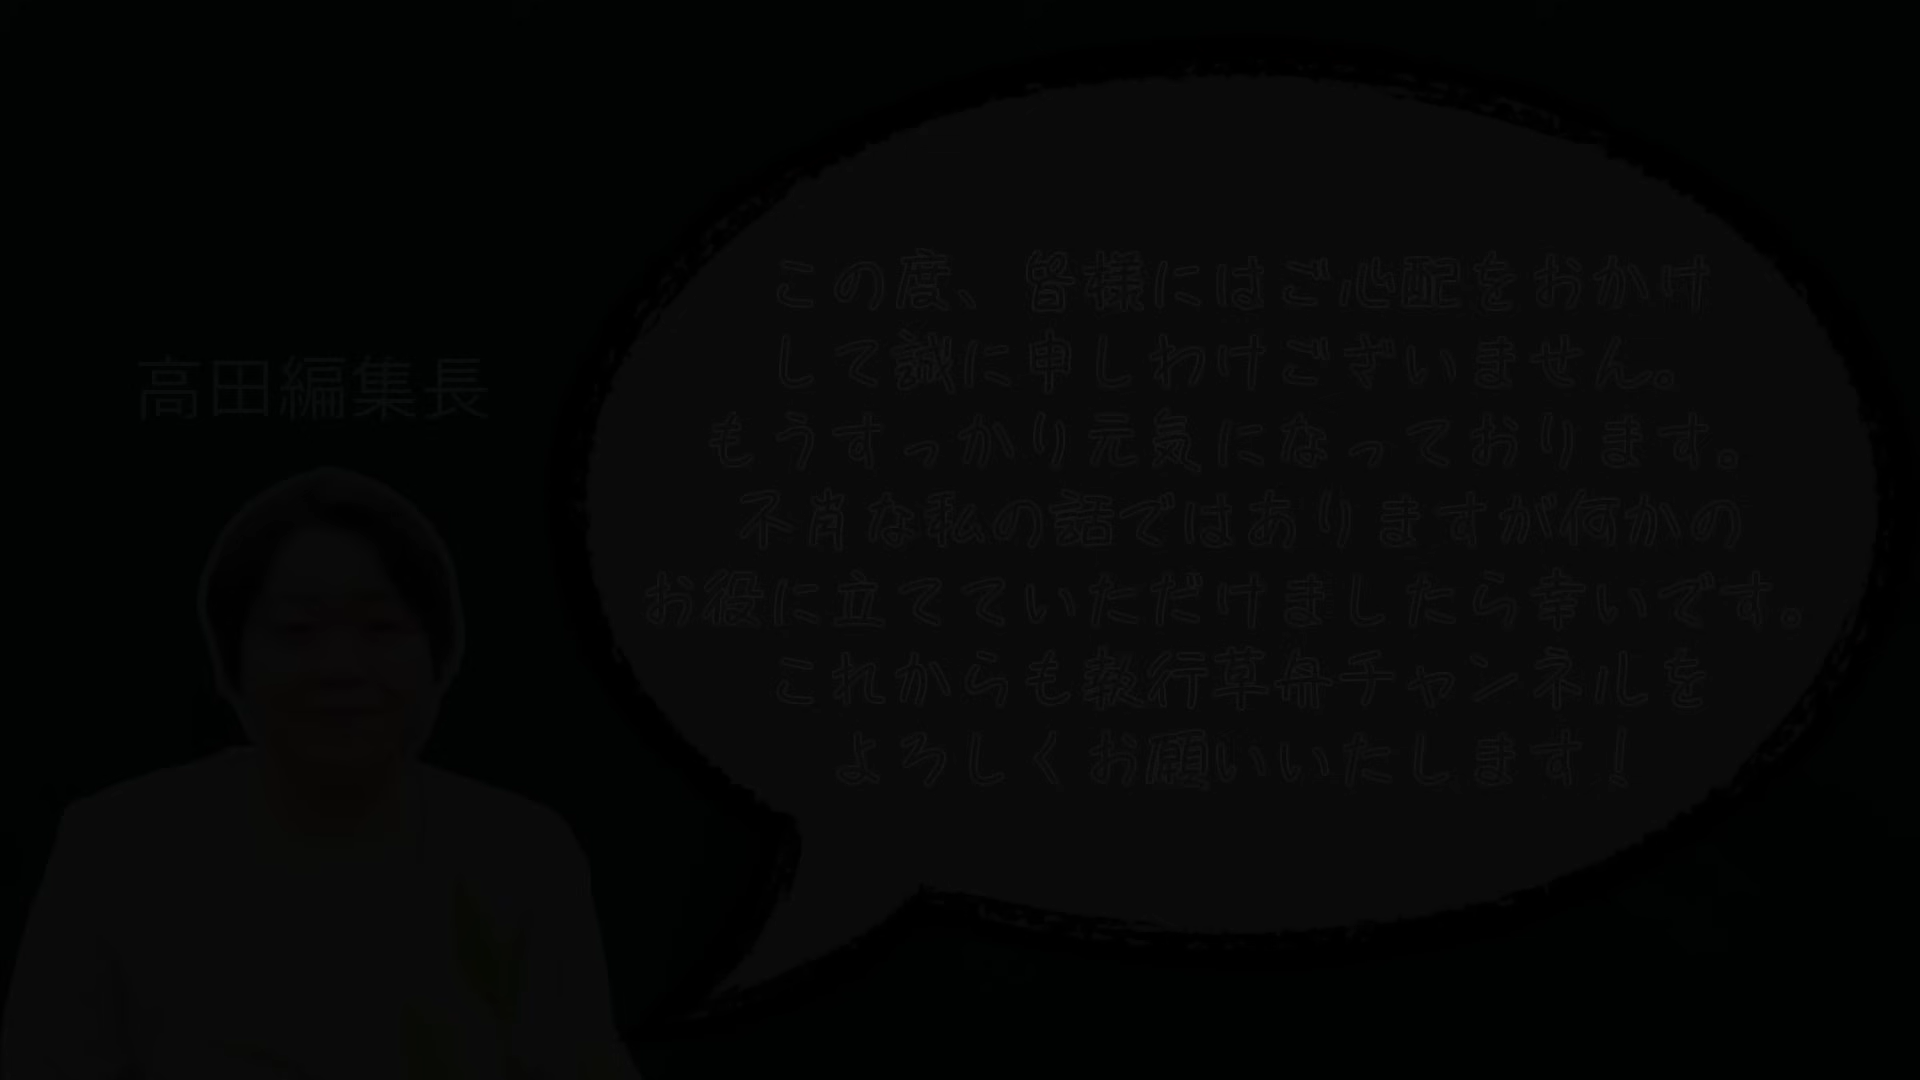 高田編集長
この度、皆様にはご心配をおかけ
して誠に申しわけございません。
もうすっかり元気になっております。
不肖な私の話ではありますが何かの
お役に立てていただけましたら幸いです。
これからも執行草舟チャンネルを
よろしくお願いいたします！